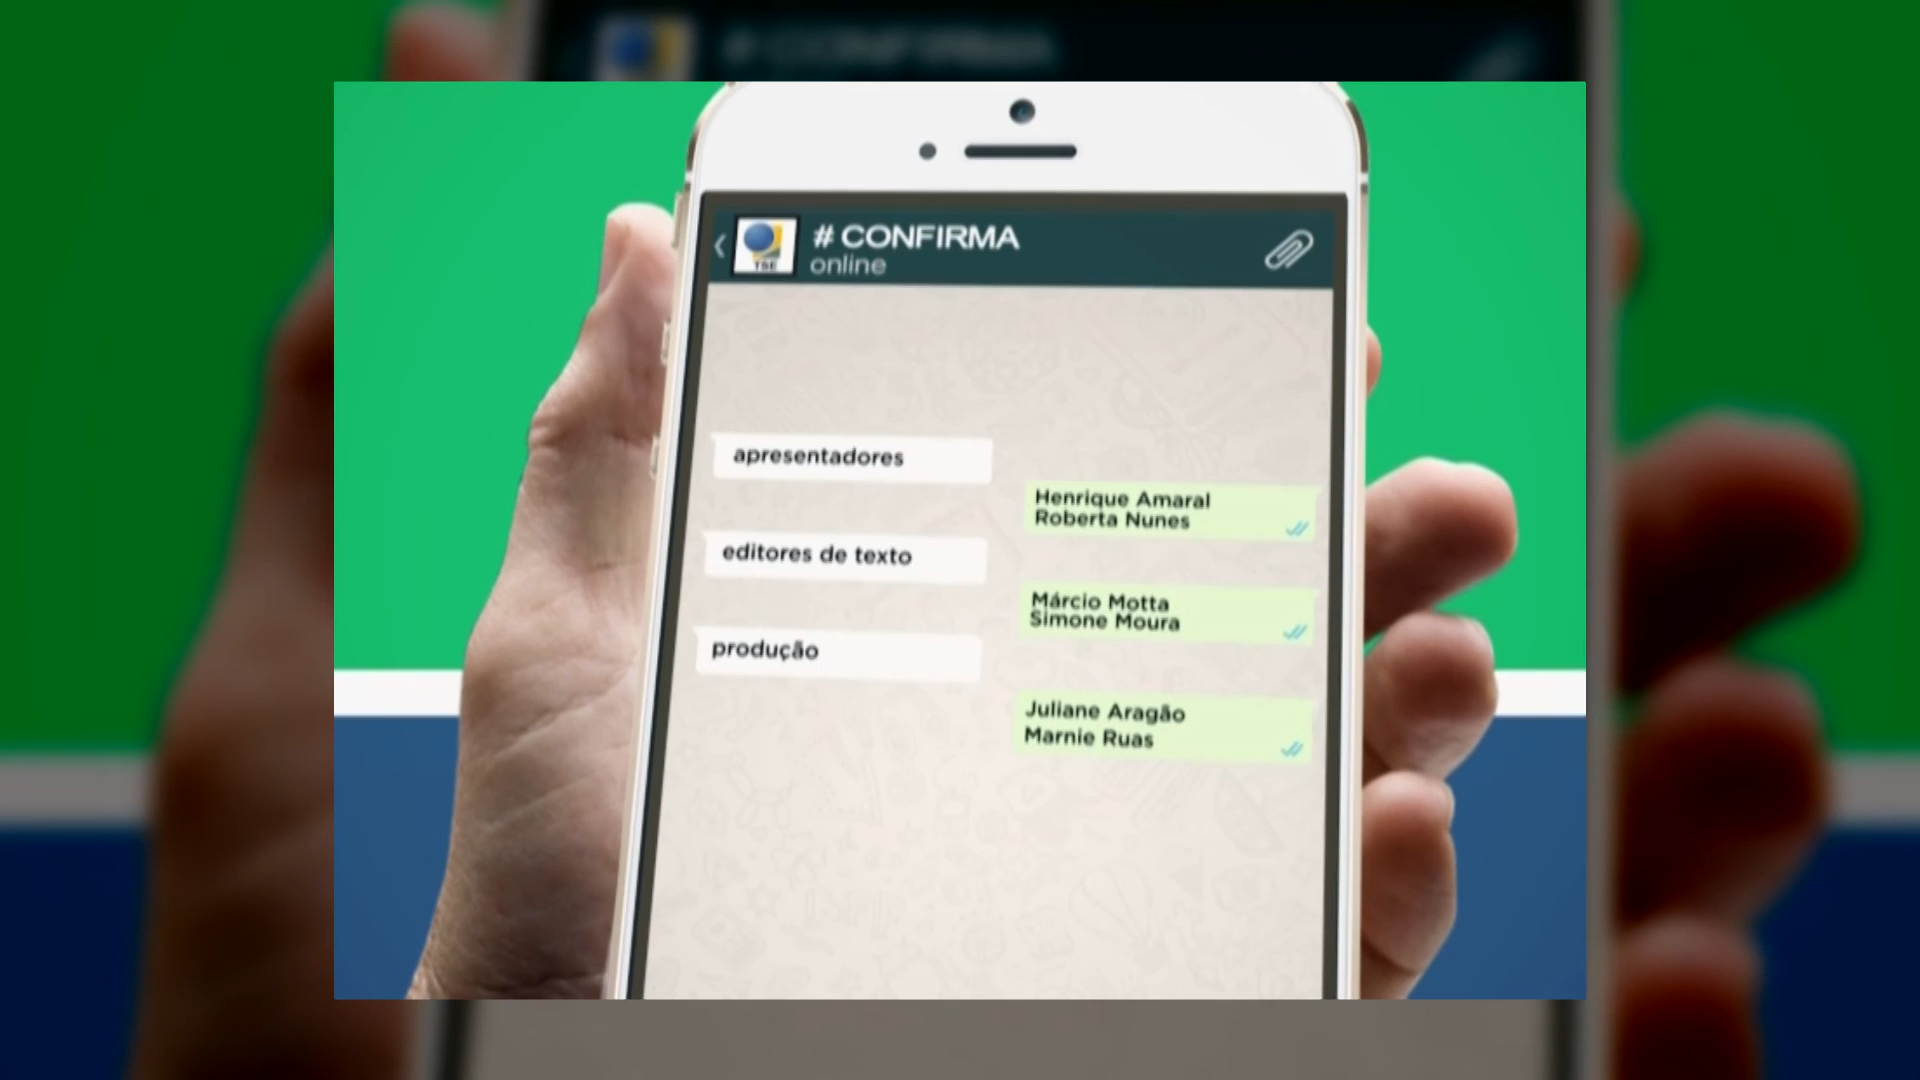 # CONFIRMA
online
TSE
apresentadores
Henrique Amaral
Roberta Nunes
editores de texto
Márcio Motta
Simone Moura
produção
Juliane Aragão
Marnie Ruas